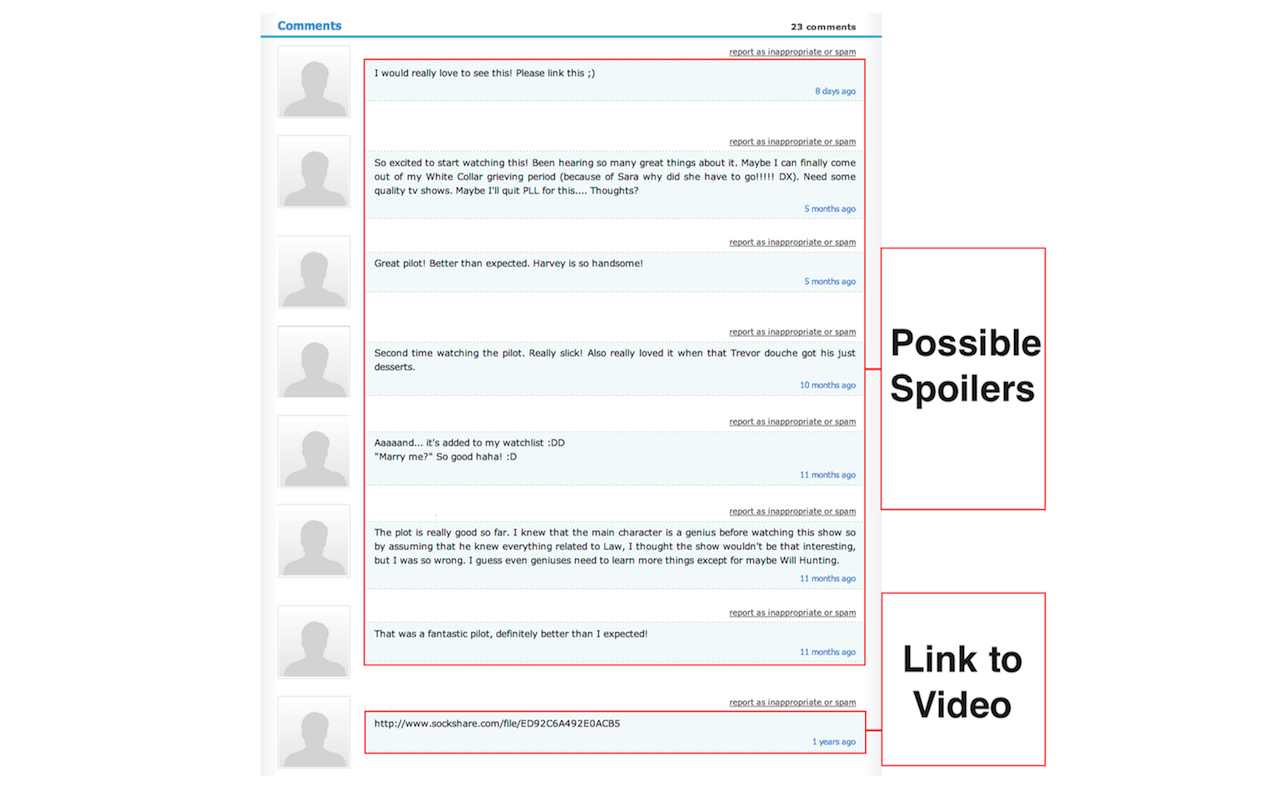 Comments
23 comments
report as inappropriate or spam
I would really love to see this! Please link this ;)
8 days ago
report as inappropriate or spam
So excited to start watching this! Been hearing so many great things about it. Maybe I can finally come
out of my White Collar grieving period (because of Sara why did she have to go!!!!! DX). Need some
quality tv shows. Maybe I'll quit PLL for this.... Thoughts?
5 months ago
report as inappropriate or spam
Great pilot! Better than expected. Harvey is so handsome!
5 months ago
report as inappropriate or spam
Second time watching the pilot. Really slick! Also really loved it when that Trevor douche got his just
desserts.
10 months ago
report as inappropriate or spam
Aaaaand... it's added to my watchlist :DD
"Marry me?" So good haha! :D
11 months ago
report as inappropriate or spam
The plot is really good so far. I knew that the main character is a genius before watching this show so
by assuming that he knew everything related to Law, I thought the show wouldn't be that interesting,
but I was so wrong. I guess even geniuses need to learn more things except for maybe Will Hunting.
11 months ago
report as inappropriate or spam
That was a fantastic pilot, definitely better than I expected!
11 months ago
report as inappropriate or spam
http://www.sockshare.com/file/ED92C6A492E0ACB5
1 years ago
Possible
Spoilers
Link to
Video